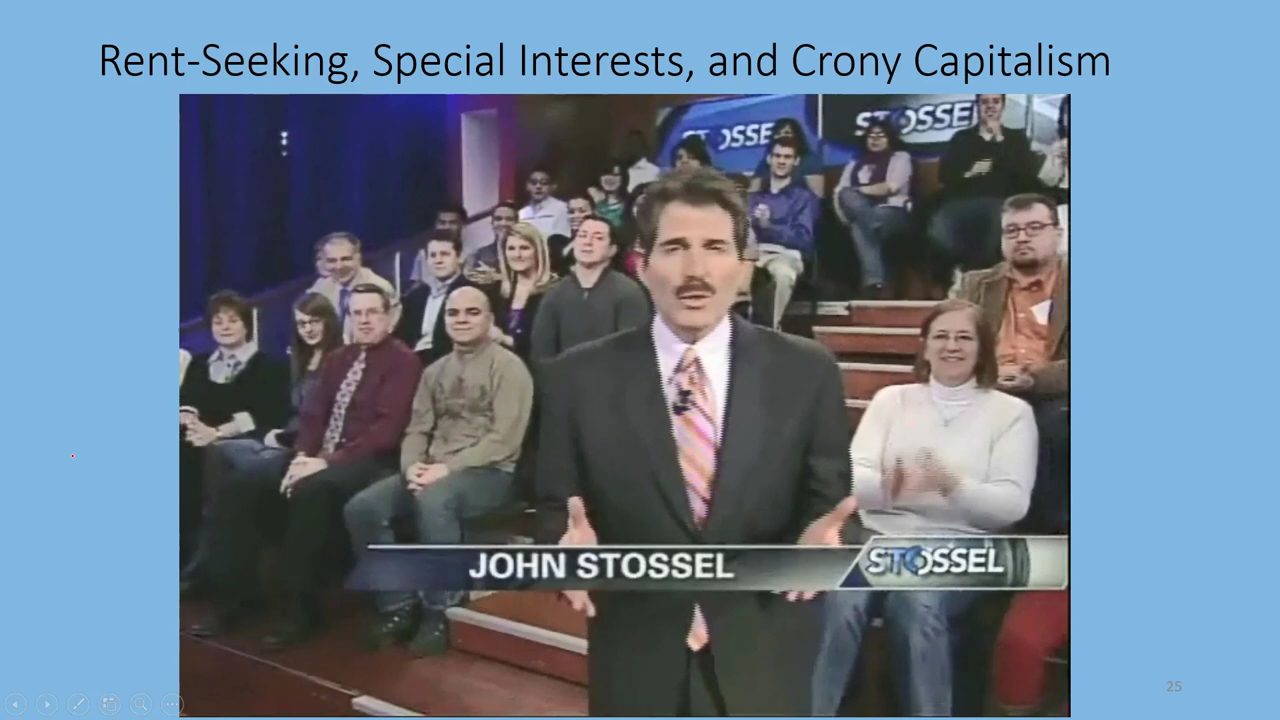 Rent-Seeking, Special Interests, and Crony Capitalism
STOSSEL
STOSSEL
JOHN STOSSEL
STOSSEL
25